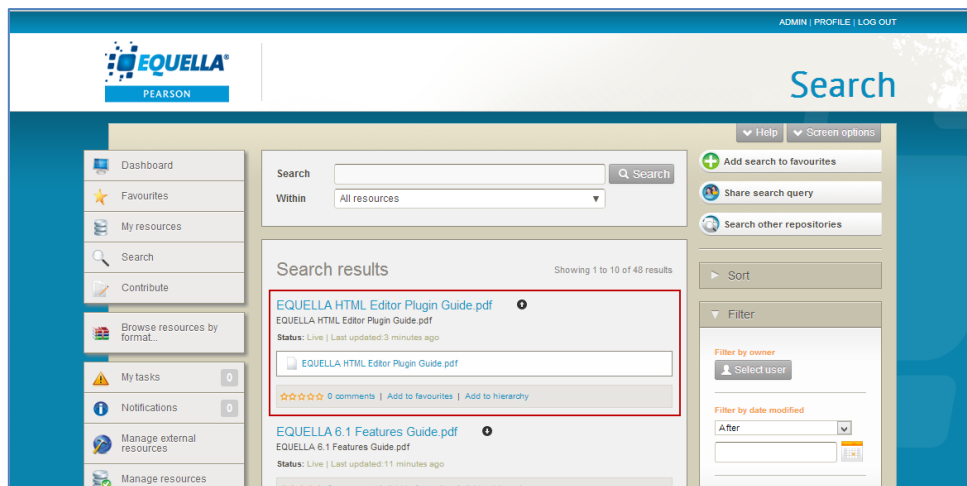 ADMIN | PROFILE | LOG OUT
EQUELLA®
PEARSON
Search
Help
Screen options
Dashboard
Favourites
My resources
Search
Contribute
Browse resources by
format...
My tasks 0
Notifications 0
Manage external
resources
Manage resources
Search
Search
Within All resources
Search results
Showing 1 to 10 of 48 results
EQUELLA HTML Editor Plugin Guide.pdf
EQUELLA HTML Editor Plugin Guide.pdf
Status: Live | Last updated:3 minutes ago
EQUELLA HTML Editor Plugin Guide.pdf
0 comments | Add to favourites | Add to hierarchy
EQUELLA 6.1 Features Guide.pdf
EQUELLA 6.1 Features Guide.pdf
Status: Live | Last updated:11 minutes ago
Add search to favourites
Share search query
Search other repositories
Sort
Filter
Filter by owner
Select user
Filter by date modified
After